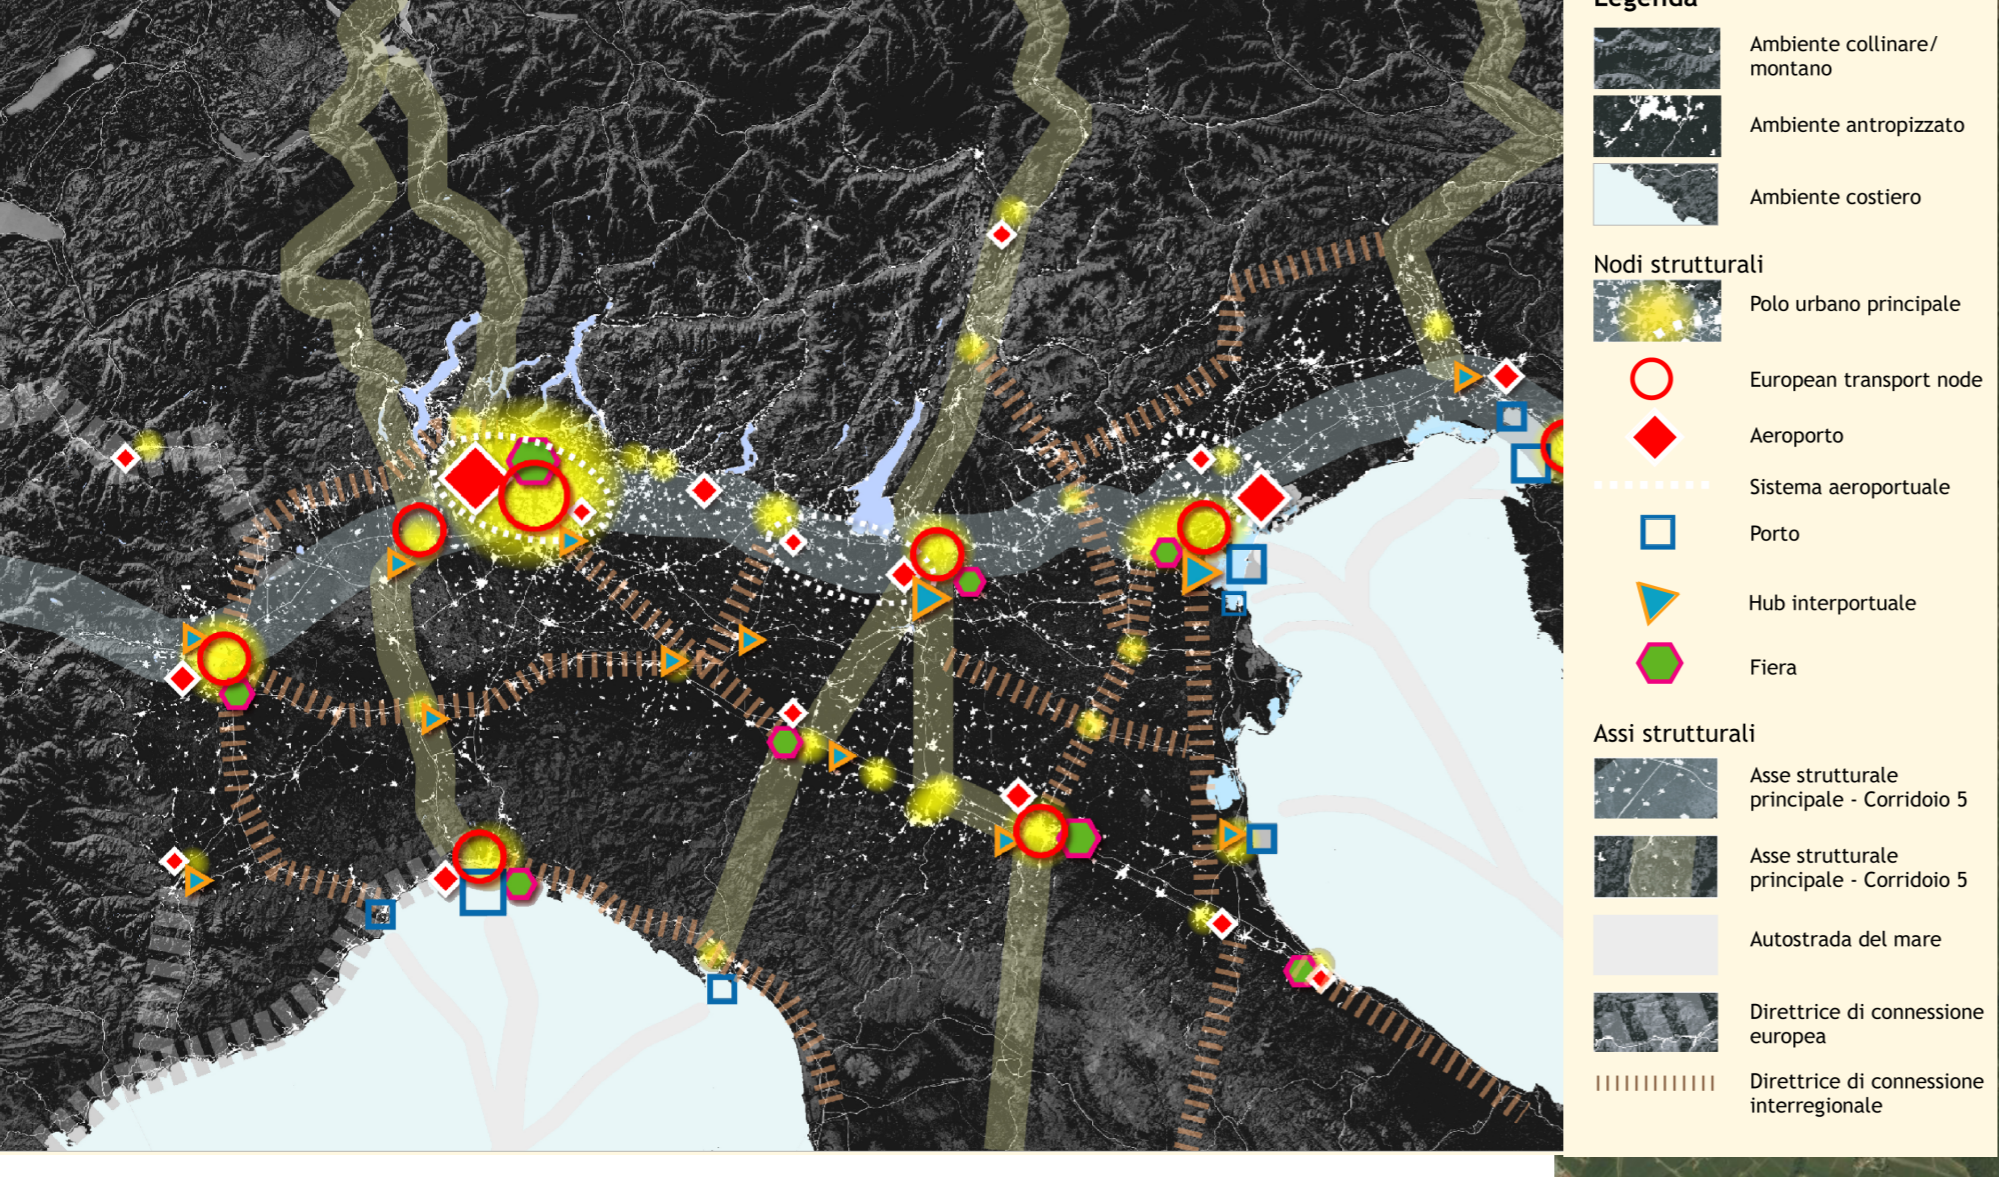 Legenda
Ambiente collinare/
montano
Ambiente antropizzato
Ambiente costiero
Nodi strutturali
Polo urbano principale
European transport node
Aeroporto
Sistema aeroportuale
Porto
Hub interportuale
Fiera
Assi strutturali
Asse strutturale
principale - Corridoio 5
Asse strutturale
principale - Corridoio 5
Autostrada del mare
Direttrice di connessione
europea
Direttrice di connessione
interregionale